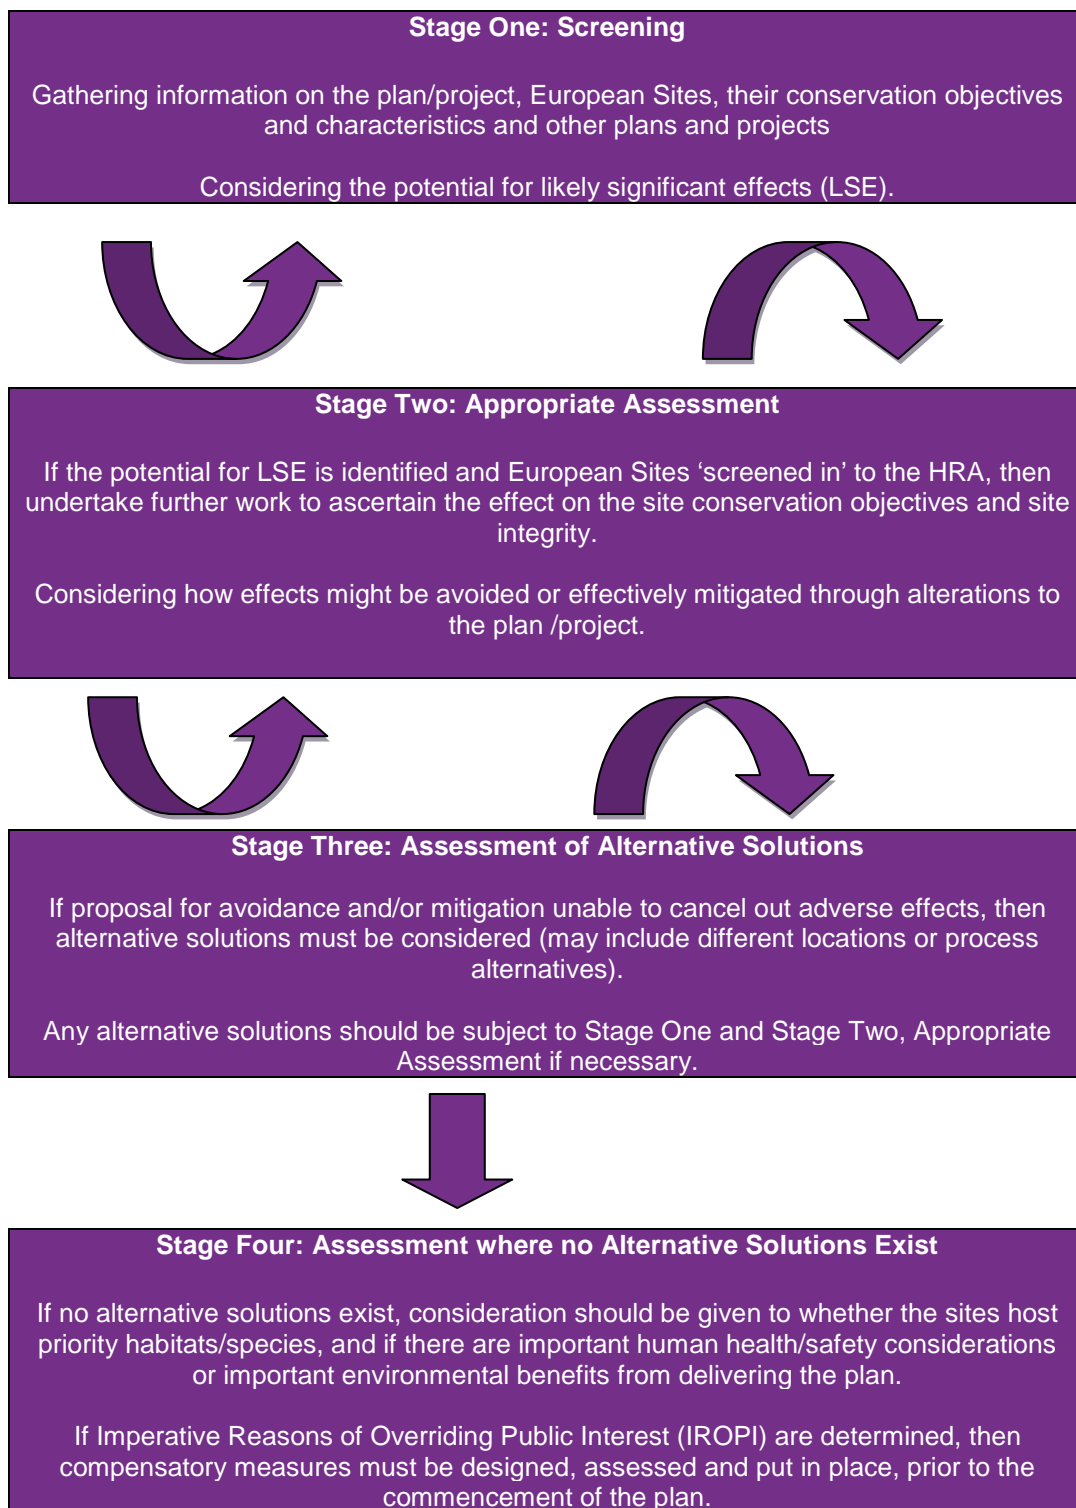 Stage One: Screening
Gathering information on the plan/project, European Sites, their conservation objectives
and characteristics and other plans and projects
Considering the potential for likely significant effects (LSE).
Stage Two: Appropriate Assessment
If the potential for LSE is identified and European Sites ‘screened in’ to the HRA, then
undertake further work to ascertain the effect on the site conservation objectives and site
integrity.
Considering how effects might be avoided or effectively mitigated through alterations to
the plan /project.
Stage Three: Assessment of Alternative Solutions
If proposal for avoidance and/or mitigation unable to cancel out adverse effects, then
alternative solutions must be considered (may include different locations or process
alternatives).
Any alternative solutions should be subject to Stage One and Stage Two, Appropriate
Assessment if necessary.
Stage Four: Assessment where no Alternative Solutions Exist
If no alternative solutions exist, consideration should be given to whether the sites host
priority habitats/species, and if there are important human health/safety considerations
or important environmental benefits from delivering the plan.
If Imperative Reasons of Overriding Public Interest (IROPI) are determined, then
compensatory measures must be designed, assessed and put in place, prior to the
commencement of the plan.